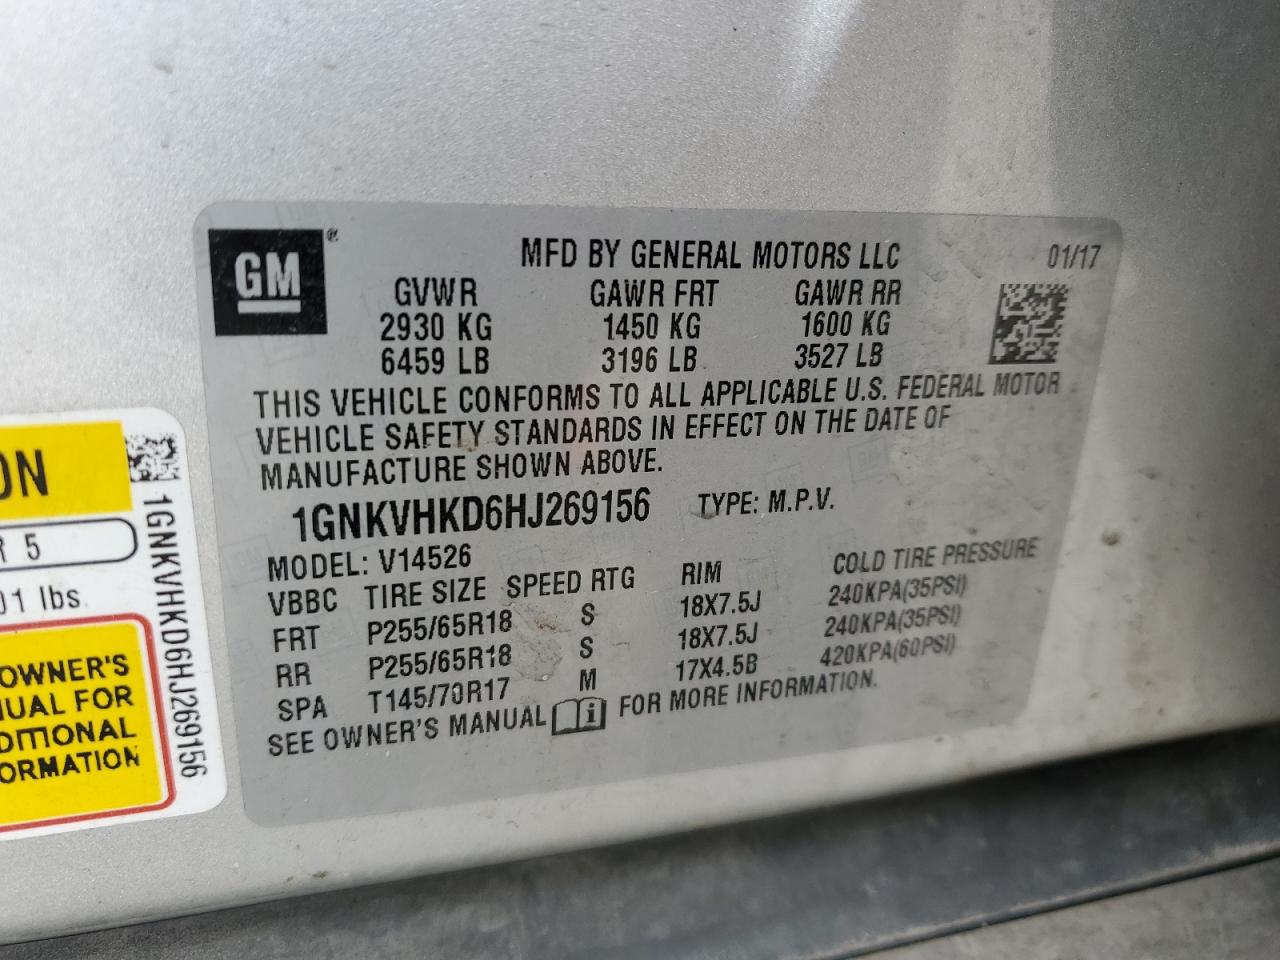 GM ®
MFD BY GENERAL MOTORS LLC 01/17
GVWR GAWR FRT GAWR RR
2930 KG 1450 KG 1600 KG
6459 LB 3196 LB 3527 LB
THIS VEHICLE CONFORMS TO ALL APPLICABLE U.S. FEDERAL MOTOR
VEHICLE SAFETY STANDARDS IN EFFECT ON THE DATE OF
MANUFACTURE SHOWN ABOVE.
1GNKVHKD6HJ269156 TYPE: M.P.V.
MODEL: V14526
VBBC TIRE SIZE SPEED RTG RIM COLD TIRE PRESSURE
FRT P255/65R18 S 18X7.5J 240KPA(35PSI)
RR P255/65R18 S 18X7.5J 240KPA(35PSI)
SPA T145/70R17 M 17X4.5B 420KPA(60PSI)
SEE OWNER'S MANUAL i FOR MORE INFORMATION.
ON
R 5
01 lbs.
OWNER'S
UAL FOR
DITIONAL
ORMATION
1GNKVHKD6HJ269156